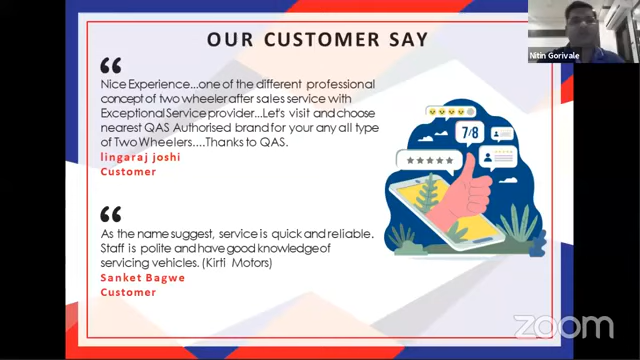 OUR CUSTOMER SAY
Nitin Gorivale
“
Nice Experience...one of the different professional
concept of two wheeler after sales service with
Exceptional Service provider...Let's visit and choose
nearest QAS Authorised brand for your any all type
of Two Wheelers....Thanks to QAS.
lingaraj joshi
Customer
7/8
“
As the name suggest, service is quick and reliable.
Staff is polite and have good knowledge of
servicing vehicles. (Kirti Motors)
Sanket Bagwe
Customer
zoom